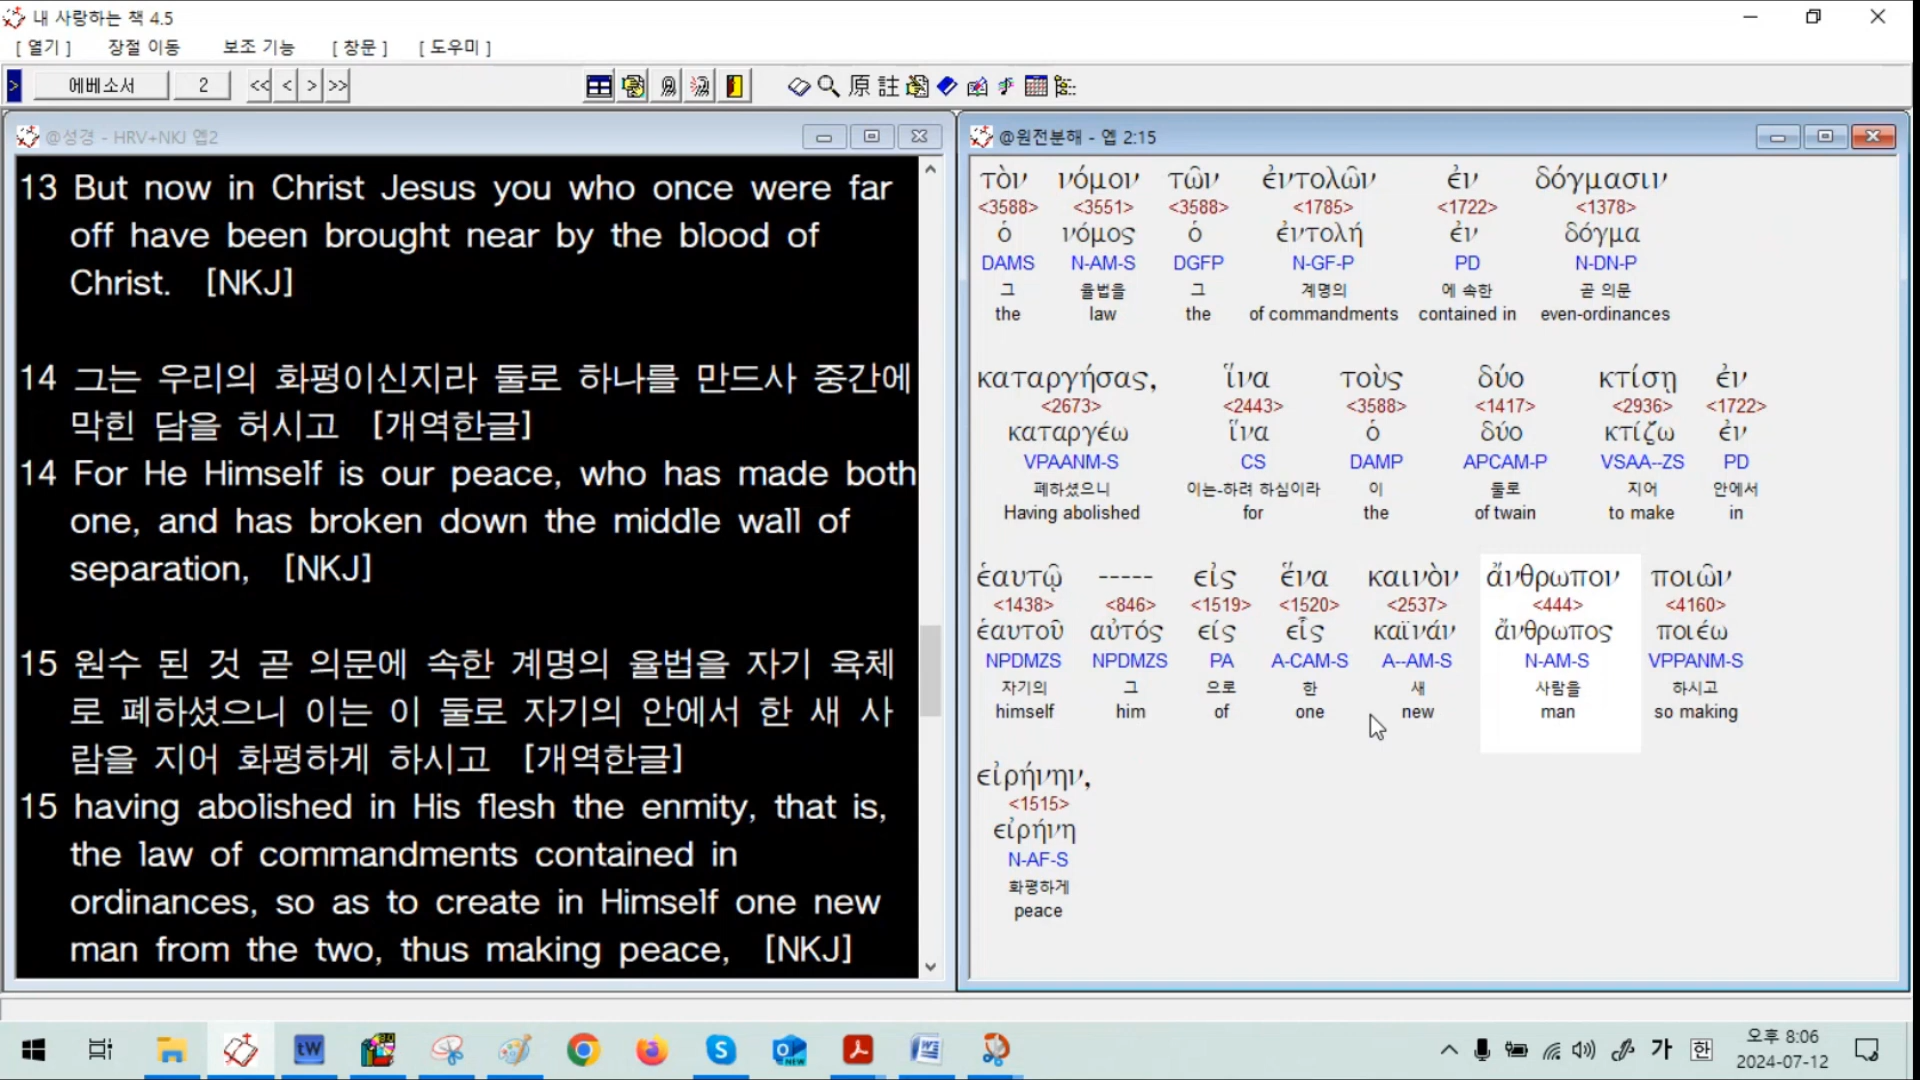 내 사랑하는 책 4.5
[ 열기 ] 장절 이동 보조 기능 [ 창문 ] [ 도우미 ]
> 에베소서 2 << < > >> 原 註
@성경 - HRV+NKJ 엡2
13 But now in Christ Jesus you who once were far
off have been brought near by the blood of
Christ. [NKJ]
14 그는 우리의 화평이신지라 둘로 하나를 만드사 중간에
막힌 담을 허시고 [개역한글]
14 For He Himself is our peace, who has made both
one, and has broken down the middle wall of
separation, [NKJ]
15 원수 된 것 곧 의문에 속한 계명의 율법을 자기 육체
로 폐하셨으니 이는 이 둘로 자기의 안에서 한 새 사
람을 지어 화평하게 하시고 [개역한글]
15 having abolished in His flesh the enmity, that is,
the law of commandments contained in
ordinances, so as to create in Himself one new
man from the two, thus making peace, [NKJ]
@원전분해 - 엡 2:15
τὸν νόμον τῶν ἐντολῶν ἐν δόγμασιν
<3588> <3551> <3588> <1785> <1722> <1378>
ὁ νόμος ὁ ἐντολή ἐν δόγμα
DAMS N-AM-S DGFP N-GF-P PD N-DN-P
그 율법을 그 계명의 에 속한 곧 의문
the law the of commandments contained in even-ordinances
καταργήσας, ἵνα τοὺς δύο κτίσῃ ἐν
<2673> <2443> <3588> <1417> <2936> <1722>
καταργέω ἵνα ὁ δύο κτίζω ἐν
VPAANM-S CS DAMP APCAM-P VSAA--ZS PD
폐하셨으니 이는-하려 하심이라 이 둘로 지어 안에서
Having abolished for the of twain to make in
ἑαυτῷ ----- εἰς ἕνα καινὸν ἄνθρωπον ποιῶν
<1438> <846> <1519> <1520> <2537> <444> <4160>
ἑαυτοῦ αὐτός είς εἷς καϊνάν ἄνθρωπος ποιέω
NPDMZS NPDMZS PA A-CAM-S A--AM-S N-AM-S VPPANM-S
자기의 그 으로 한 새 사람을 하시고
himself him of one new man so making
εἰρήνην,
<1515>
εἰρήνη
N-AF-S
화평하게
peace
tW S NEW 가 한 오후 8:06
2024-07-12